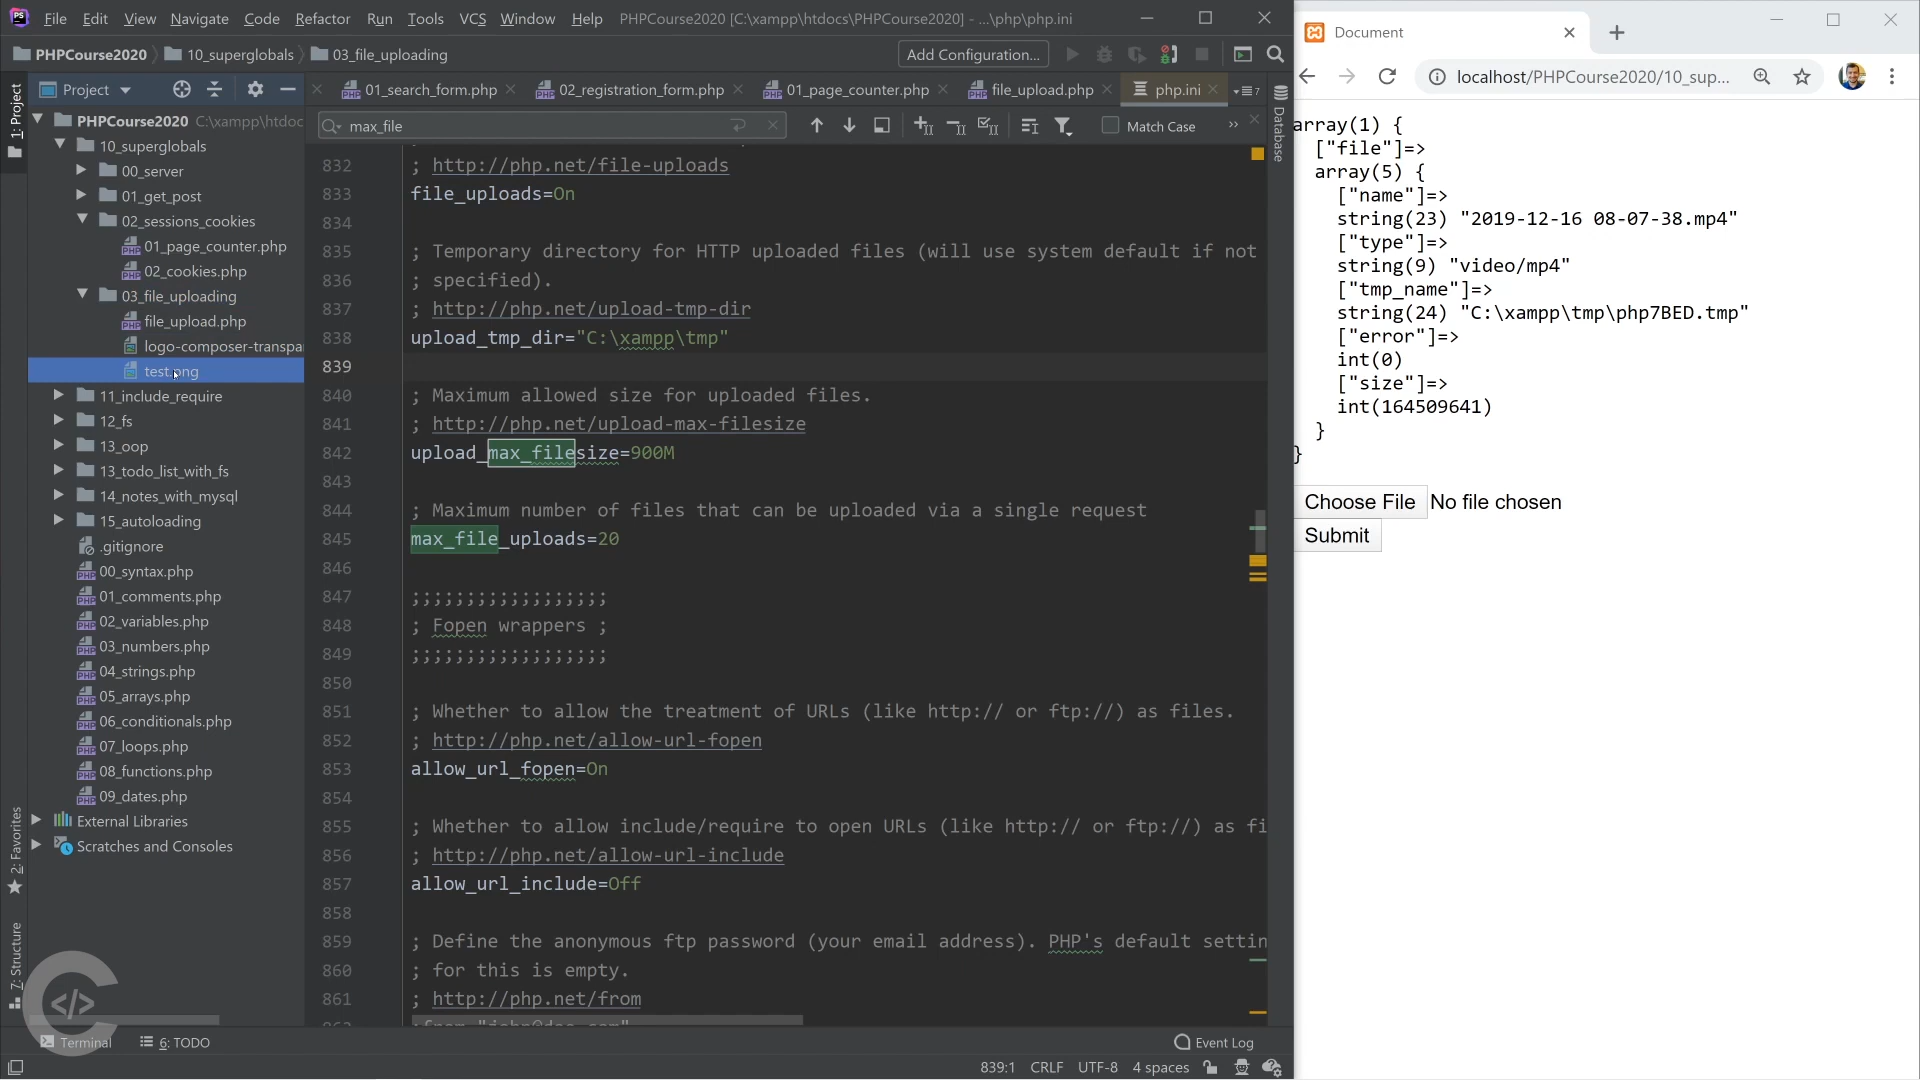 File Edit View Navigate Code Refactor Run Tools VCS Window Help PHPCourse2020 [C:\xampp\htdocs\PHPCourse2020] - ...\php\php.ini
PHPCourse2020 10_superglobals 03_file_uploading Add Configuration...
Project
01_search_form.php 02_registration_form.php 01_page_counter.php file_upload.php php.ini
max_file
Match Case
1: Project
PHPCourse2020 C:\xampp\htdoc
10_superglobals
00_server
01_get_post
02_sessions_cookies
01_page_counter.php
02_cookies.php
03_file_uploading
file_upload.php
logo-composer-transpar
test.png
11_include_require
12_fs
13_oop
13_todo_list_with_fs
14_notes_with_mysql
15_autoloading
.gitignore
00_syntax.php
01_comments.php
02_variables.php
03_numbers.php
04_strings.php
05_arrays.php
06_conditionals.php
07_loops.php
08_functions.php
09_dates.php
External Libraries
Scratches and Consoles
2: Favorites
7: Structure
832 ; http://php.net/file-uploads
833 file_uploads=On
834
835 ; Temporary directory for HTTP uploaded files (will use system default if not
836 ; specified).
837 ; http://php.net/upload-tmp-dir
838 upload_tmp_dir="C:\xampp\tmp"
839
840 ; Maximum allowed size for uploaded files.
841 ; http://php.net/upload-max-filesize
842 upload_max_filesize=900M
843
844 ; Maximum number of files that can be uploaded via a single request
845 max_file_uploads=20
846
847 ;;;;;;;;;;;;;;;;;;
848 ; Fopen wrappers ;
849 ;;;;;;;;;;;;;;;;;;
850
851 ; Whether to allow the treatment of URLs (like http:// or ftp://) as files.
852 ; http://php.net/allow-url-fopen
853 allow_url_fopen=On
854
855 ; Whether to allow include/require to open URLs (like http:// or ftp://) as fi
856 ; http://php.net/allow-url-include
857 allow_url_include=Off
858
859 ; Define the anonymous ftp password (your email address). PHP's default settin
860 ; for this is empty.
861 ; http://php.net/from
Database
Terminal 6: TODO Event Log
839:1 CRLF UTF-8 4 spaces
Document
localhost/PHPCourse2020/10_sup...
array(1) {
["file"]=>
array(5) {
["name"]=>
string(23) "2019-12-16 08-07-38.mp4"
["type"]=>
string(9) "video/mp4"
["tmp_name"]=>
string(24) "C:\xampp\tmp\php7BED.tmp"
["error"]=>
int(0)
["size"]=>
int(164509641)
}
}
Choose File No file chosen
Submit